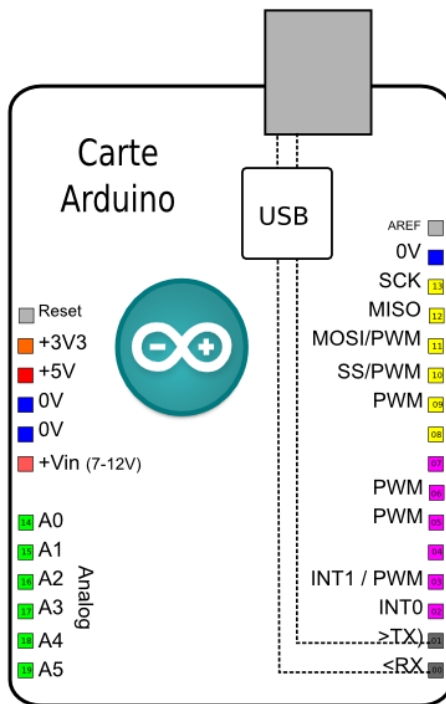 Carte
Arduino
USB
AREF
0V
SCK 13
MISO 12
MOSI/PWM 11
SS/PWM 10
PWM 09
08
07
PWM 06
PWM 05
04
INT1 / PWM 03
INT0 02
>TX) 01
<RX 00
Reset
+3V3
+5V
0V
0V
+Vin (7-12V)
14 A0
15 A1
16 A2
17 A3
18 A4
19 A5
Analog